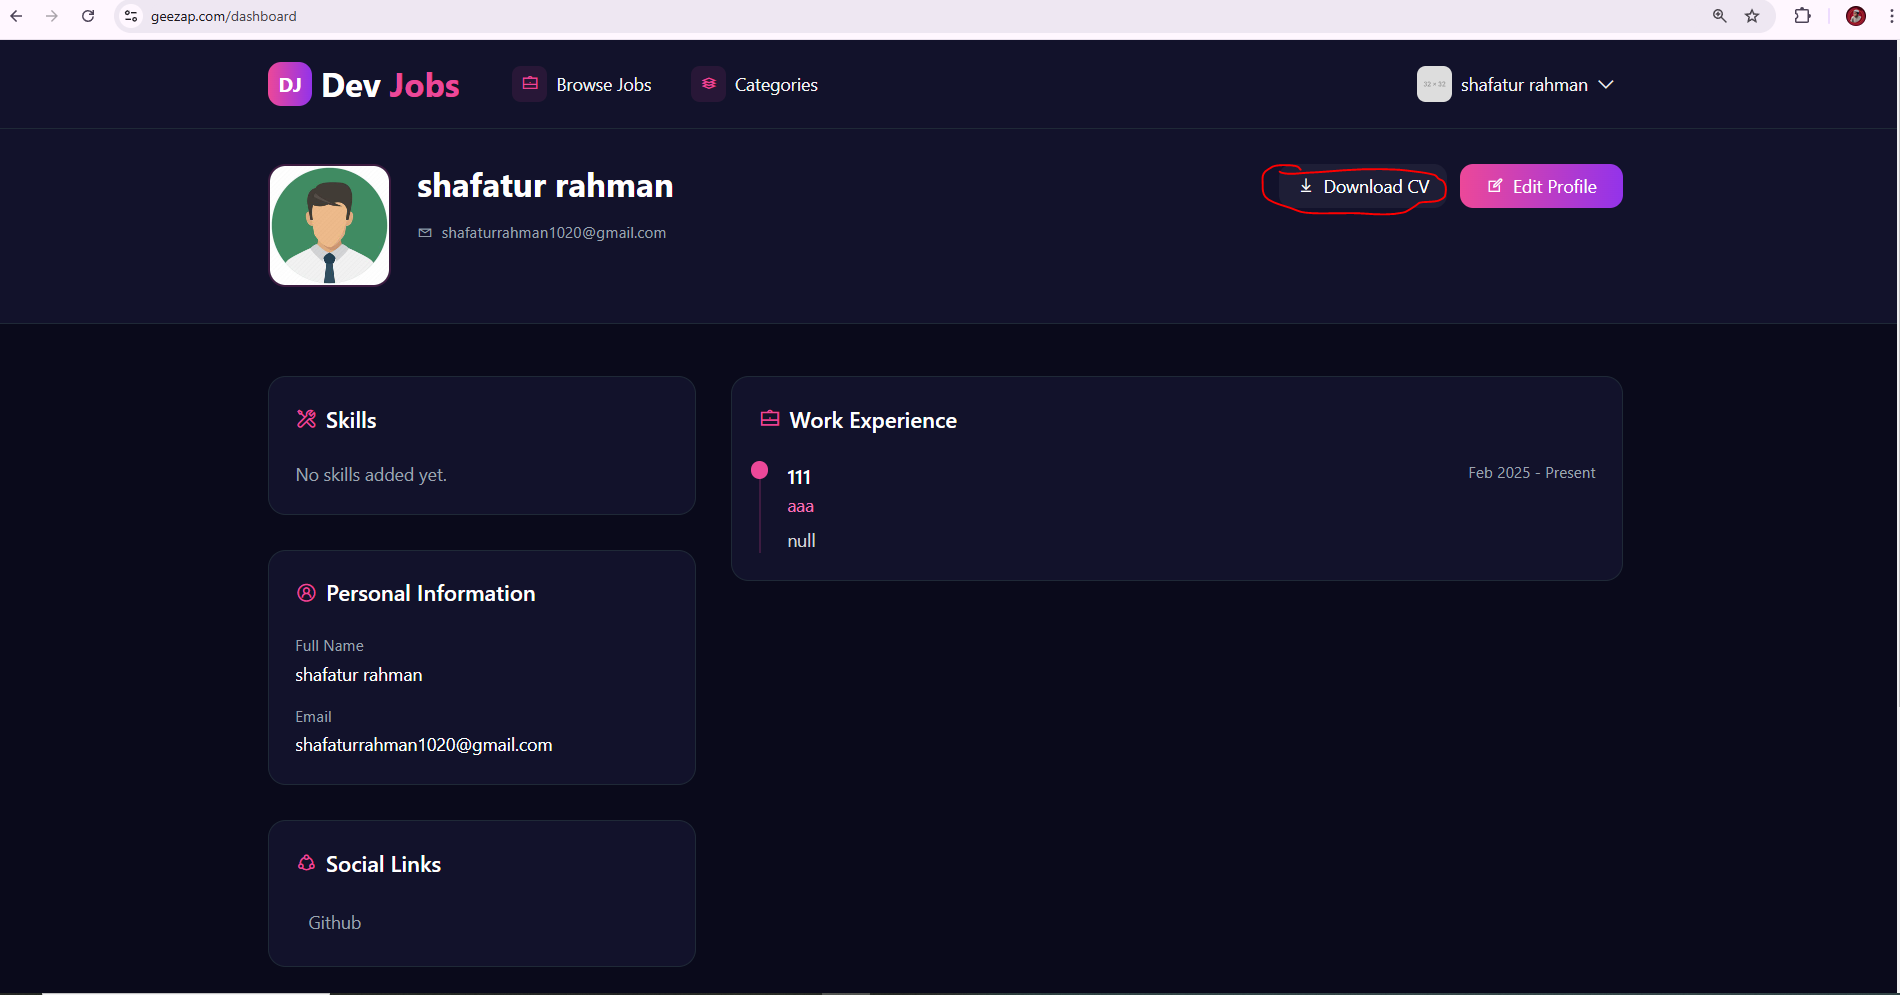 geezap.com/dashboard
DJ Dev Jobs Browse Jobs Categories shafatur rahman
shafatur rahman
shafaturrahman1020@gmail.com
Download CV Edit Profile
Skills
No skills added yet.
Personal Information
Full Name
shafatur rahman
Email
shafaturrahman1020@gmail.com
Social Links
Github
Work Experience
111 Feb 2025 - Present
aaa
null